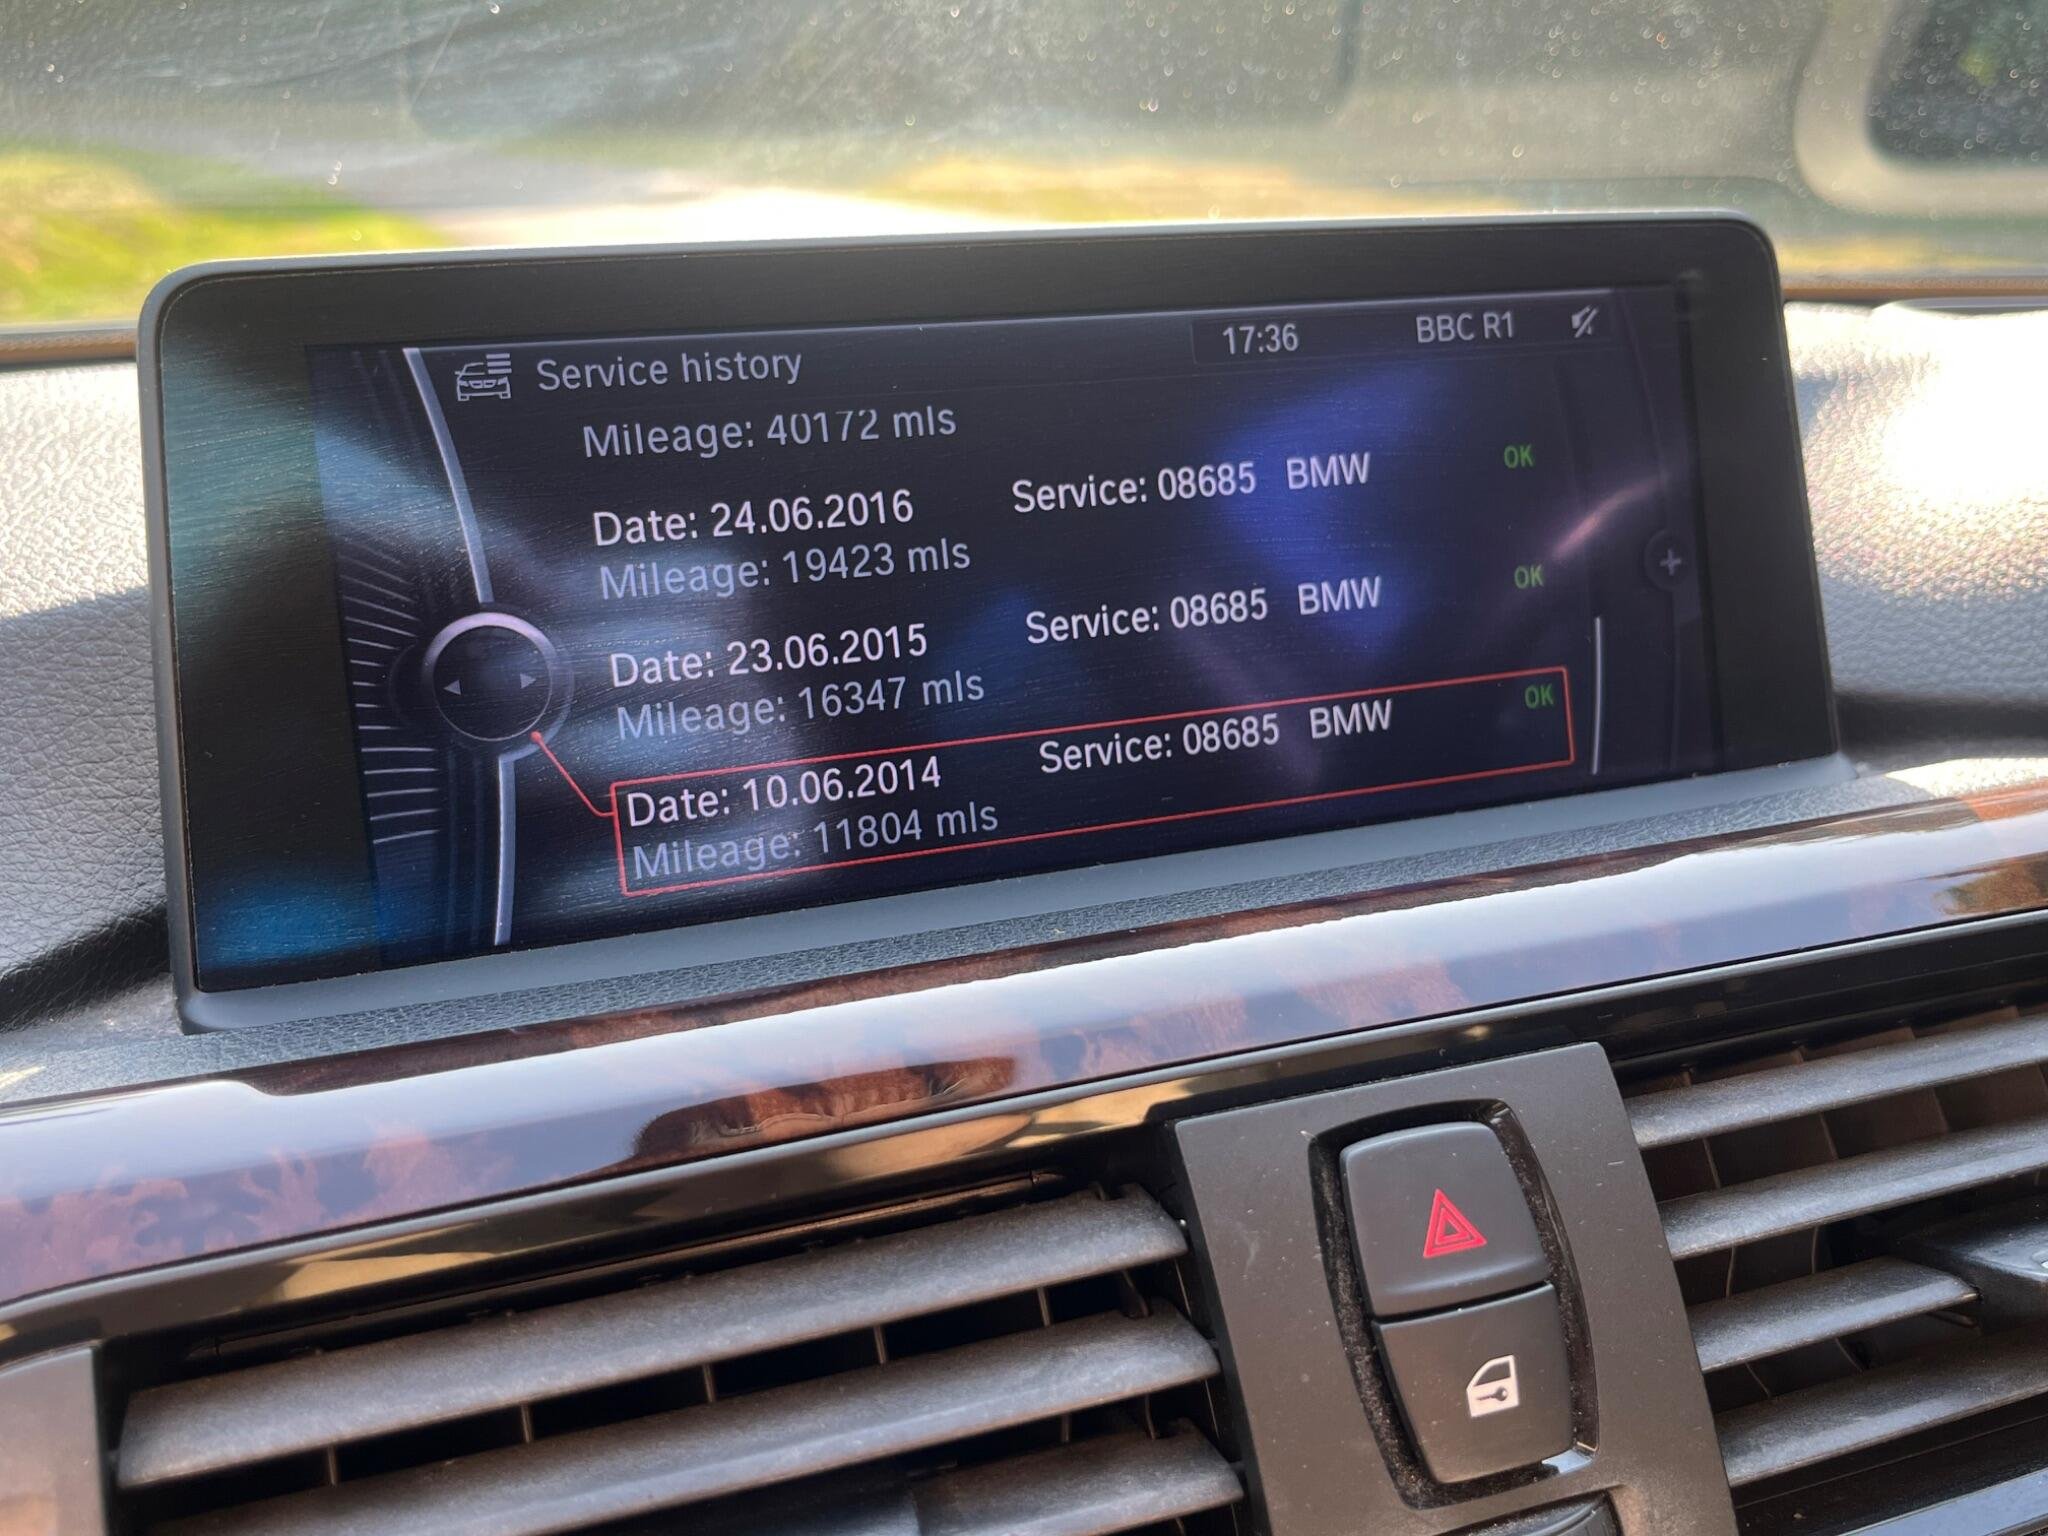 Service history 17:36 BBC R1
Mileage: 40172 mls
Date: 24.06.2016 Service: 08685 BMW OK
Mileage: 19423 mls
Date: 23.06.2015 Service: 08685 BMW OK
Mileage: 16347 mls
Date: 10.06.2014 Service: 08685 BMW OK
Mileage: 11804 mls